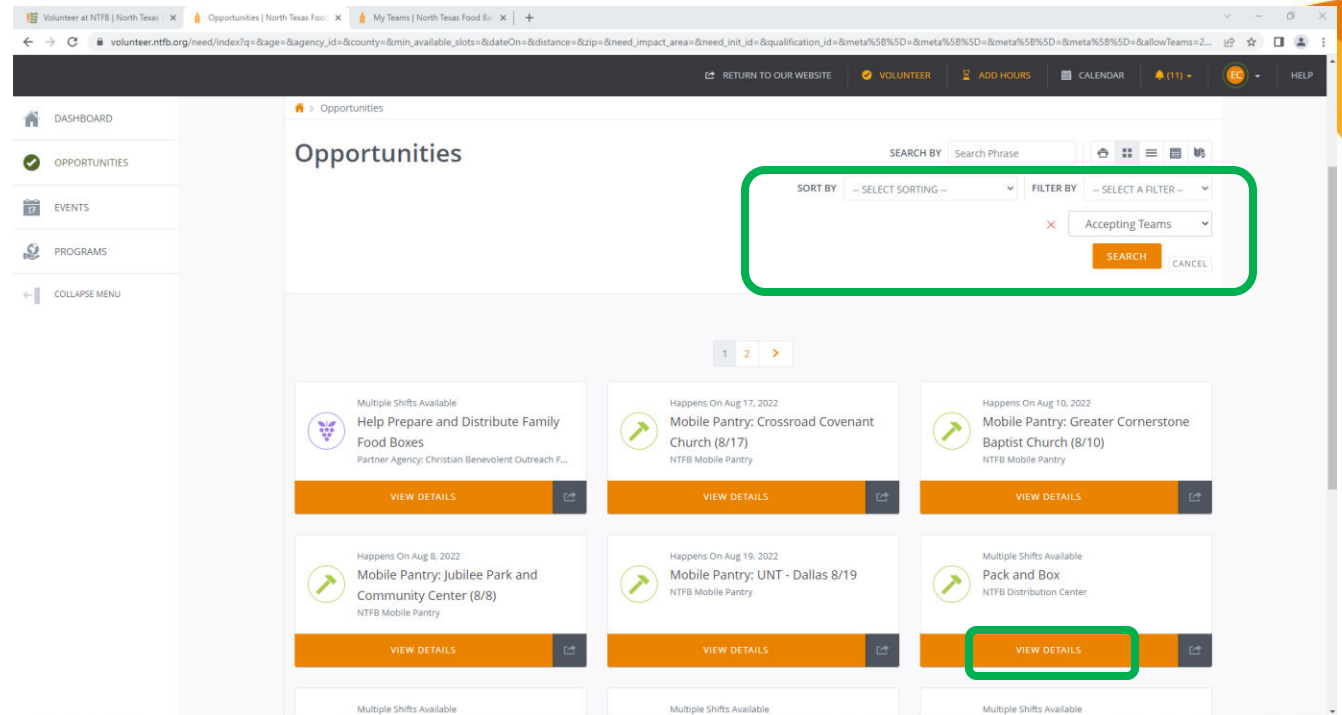 Volunteer at NTFB | North Texas
Opportunities | North Texas Food
My Teams | North Texas Food Ba
volunteer.ntfb.org/need/index?q=&age=&agency_id=&county=&min_available_slots=&dateOn=&distance=&zip=&need_impact_area=&need_init_id=&qualification_id=&meta%5B%5D=&meta%5B%5D=&meta%5B%5D=&meta%5B%5D=&allowTeams=2...
RETURN TO OUR WEBSITE VOLUNTEER ADD HOURS CALENDAR (11) EC HELP
DASHBOARD
OPPORTUNITIES
17 EVENTS
PROGRAMS
COLLAPSE MENU
> Opportunities
Opportunities
SEARCH BY Search Phrase
SORT BY -- SELECT SORTING -- FILTER BY -- SELECT A FILTER --
Accepting Teams
SEARCH CANCEL
1 2 >
Multiple Shifts Available
Help Prepare and Distribute Family
Food Boxes
Partner Agency: Christian Benevolent Outreach F...
VIEW DETAILS
Happens On Aug 17, 2022
Mobile Pantry: Crossroad Covenant
Church (8/17)
NTFB Mobile Pantry
VIEW DETAILS
Happens On Aug 10, 2022
Mobile Pantry: Greater Cornerstone
Baptist Church (8/10)
NTFB Mobile Pantry
VIEW DETAILS
Happens On Aug 8, 2022
Mobile Pantry: Jubilee Park and
Community Center (8/8)
NTFB Mobile Pantry
VIEW DETAILS
Happens On Aug 19, 2022
Mobile Pantry: UNT - Dallas 8/19
NTFB Mobile Pantry
VIEW DETAILS
Multiple Shifts Available
Pack and Box
NTFB Distribution Center
VIEW DETAILS
Multiple Shifts Available
Multiple Shifts Available
Multiple Shifts Available